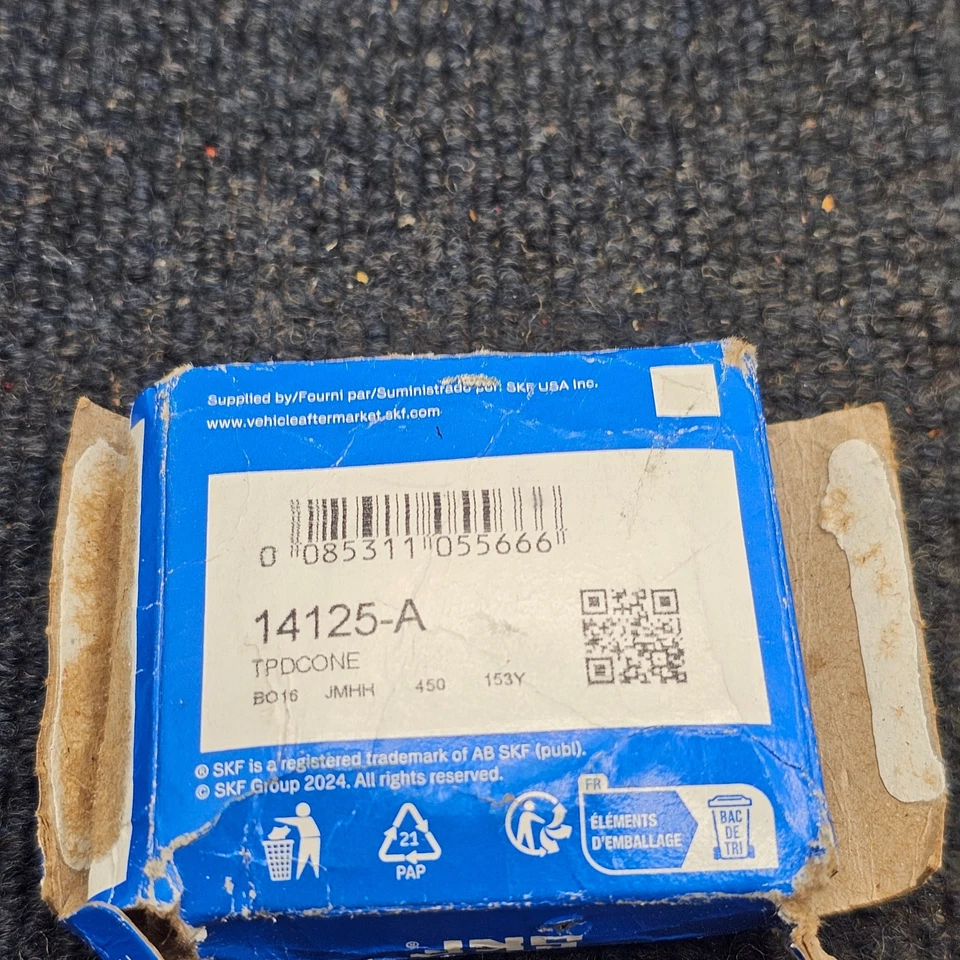 Supplied by/Fourni par/Suministrado por: SKF USA Inc.
www.vehicleaftermarket.skf.com
0 085311 055666
14125-A
TPDCONE
BO16 JMHH 450 153Y
® SKF is a registered trademark of AB SKF (publ).
© SKF Group 2024. All rights reserved.
FR
ÉLÉMENTS
D'EMBALLAGE
BAC
DE
TRI
21
PAP